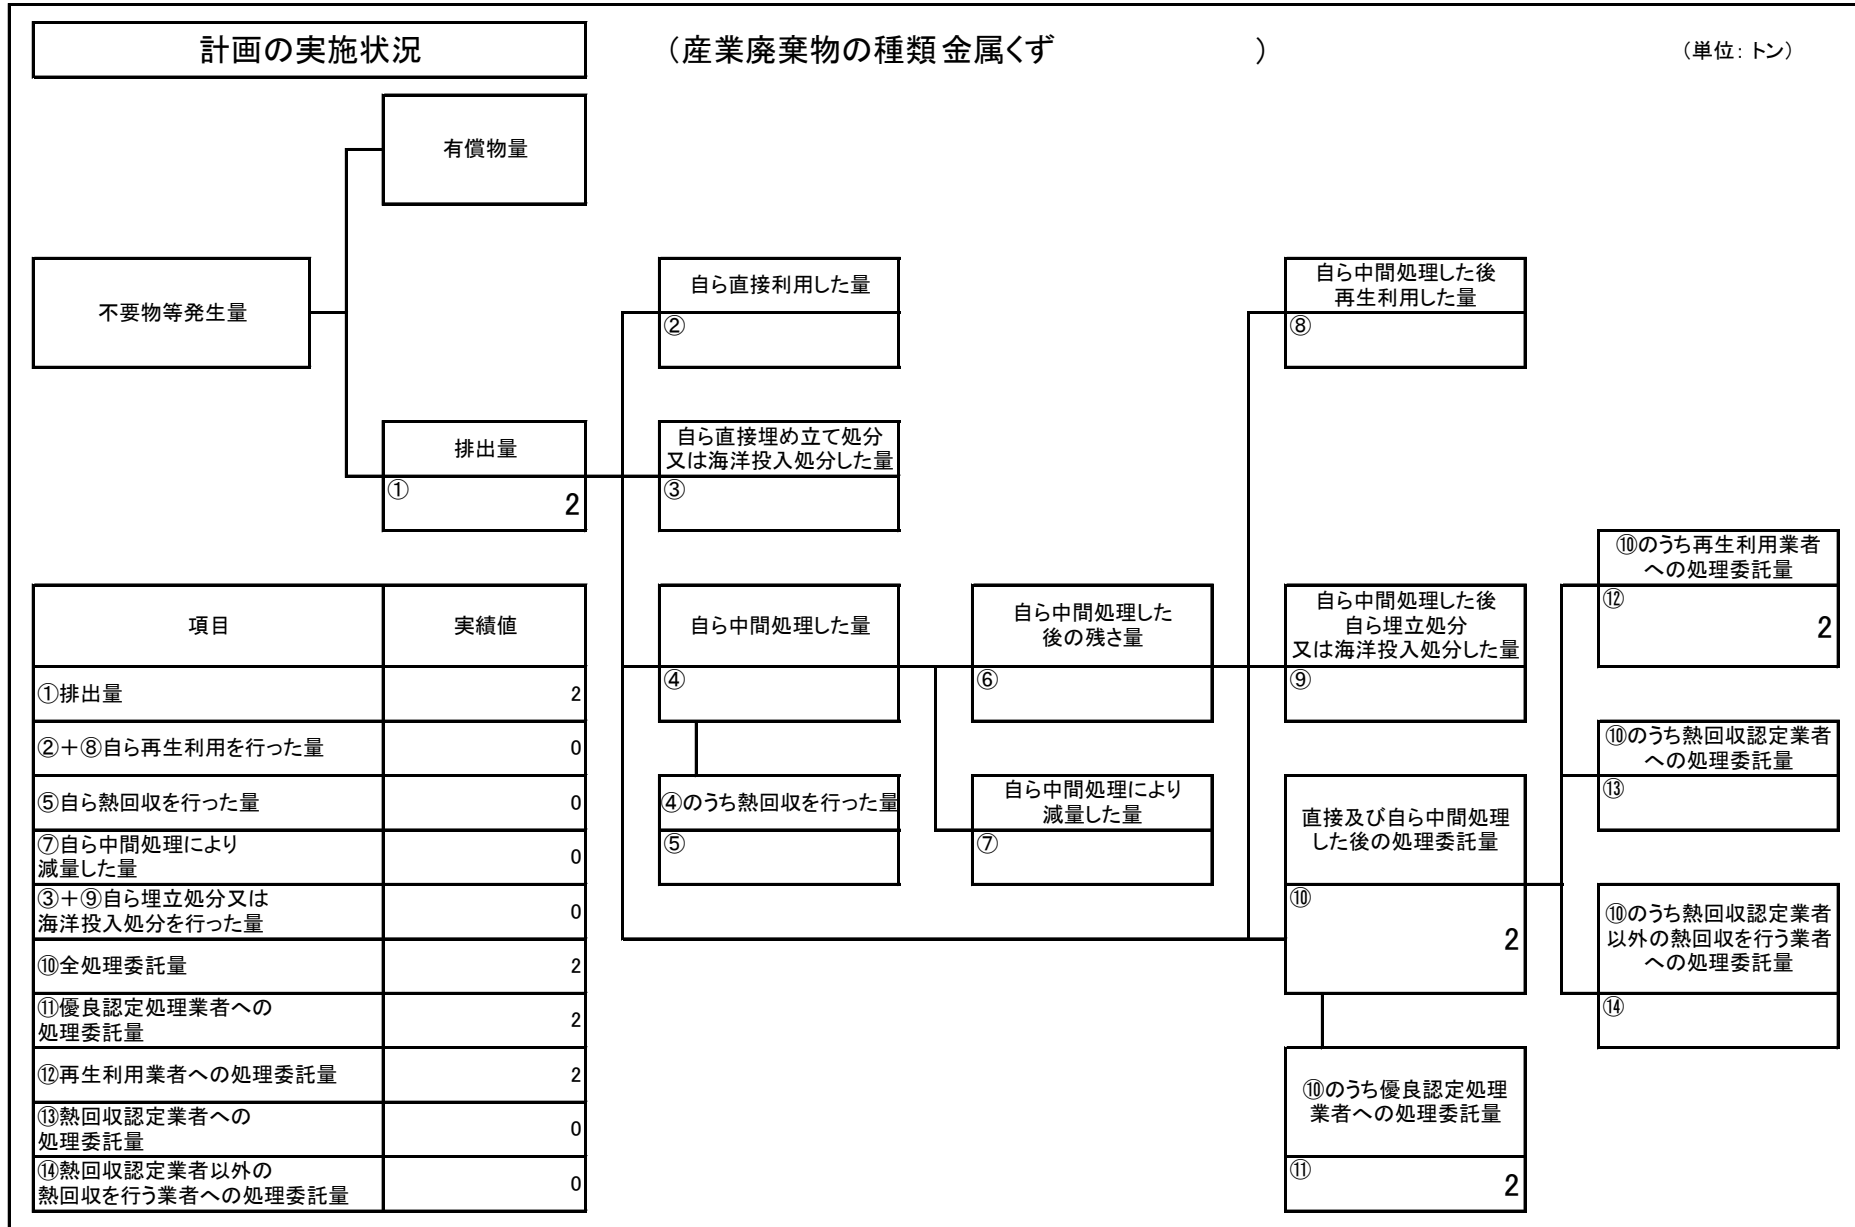 計画の実施状況
（産業廃棄物の種類 金属くず　　　　　　　）
（単位：トン）
有償物量
不要物等発生量
自ら直接利用した量
②
自ら中間処理した後
再生利用した量
⑧
排出量
① 2
自ら直接埋め立て処分
又は海洋投入処分した量
③
⑩のうち再生利用業者
への処理委託量
⑫ 2
自ら中間処理した量
④
自ら中間処理した
後の残さ量
⑥
自ら中間処理した後
自ら埋立処分
又は海洋投入処分した量
⑨
⑩のうち熱回収認定業者
への処理委託量
⑬
④のうち熱回収を行った量
⑤
自ら中間処理により
減量した量
⑦
直接及び自ら中間処理
した後の処理委託量
⑩ 2
⑩のうち熱回収認定業者
以外の熱回収を行う業者
への処理委託量
⑭
⑩のうち優良認定処理
業者への処理委託量
⑪ 2
項目 実績値
①排出量 2
②＋⑧自ら再生利用を行った量 0
⑤自ら熱回収を行った量 0
⑦自ら中間処理により
減量した量 0
③＋⑨自ら埋立処分又は
海洋投入処分を行った量 0
⑩全処理委託量 2
⑪優良認定処理業者への
処理委託量 2
⑫再生利用業者への処理委託量 2
⑬熱回収認定業者への
処理委託量 0
⑭熱回収認定業者以外の
熱回収を行う業者への処理委託量 0